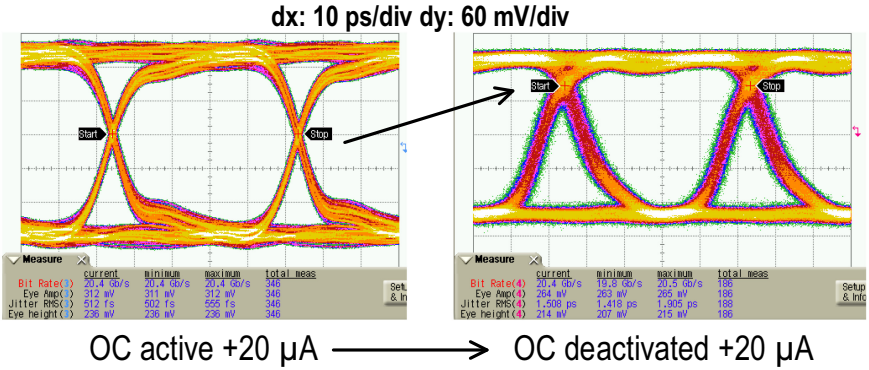 dx: 10 ps/div dy: 60 mV/div
Start
Stop
Start
Stop
Measure
current minimum maximum total meas
Bit Rate(3) 20.4 Gb/s 20.4 Gb/s 20.4 Gb/s 346
Eye Amp(3) 312 mV 311 mV 312 mV 346
Jitter RMS(3) 512 fs 502 fs 555 fs 346
Eye height(3) 236 mV 236 mV 236 mV 346
Measure
current minimum maximum total meas
Bit Rate(4) 20.4 Gb/s 19.8 Gb/s 20.5 Gb/s 186
Eye Amp(4) 264 mV 263 mV 265 mV 186
Jitter RMS(4) 1.508 ps 1.418 ps 1.905 ps 188
Eye height(4) 214 mV 207 mV 215 mV 186
Setup
& Info
OC active +20 µA
OC deactivated +20 µA